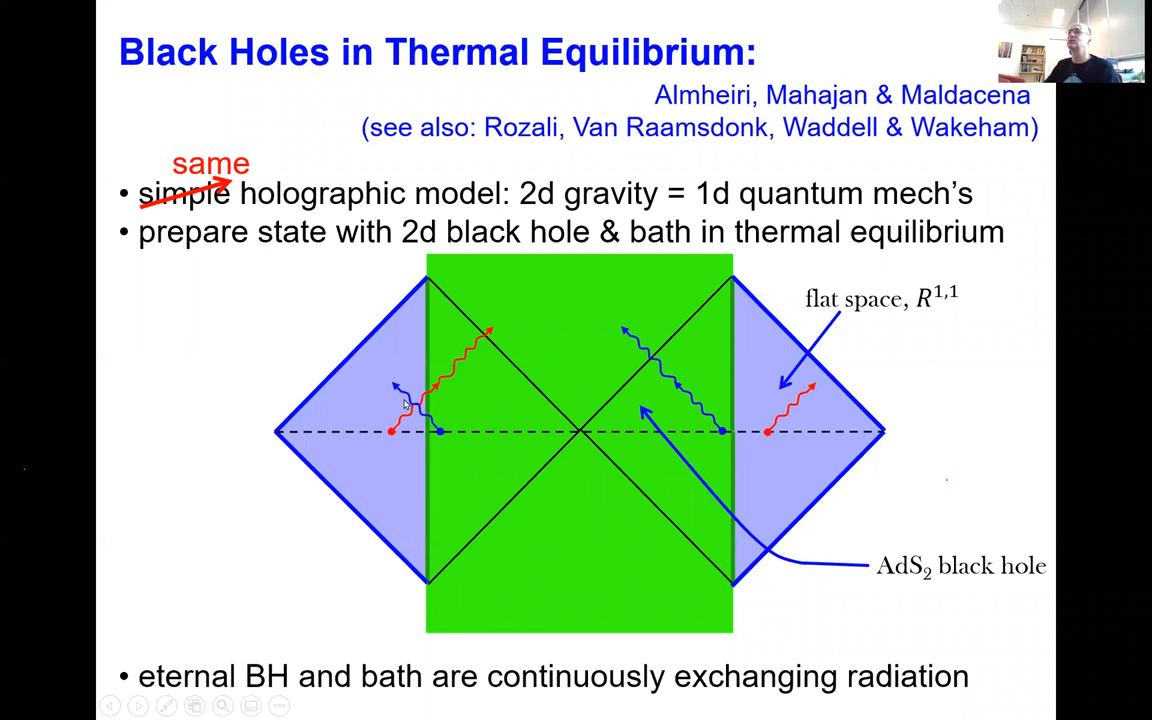 Black Holes in Thermal Equilibrium:
Almheiri, Mahajan & Maldacena
(see also: Rozali, Van Raamsdonk, Waddell & Wakeham)
same
• simple holographic model: 2d gravity = 1d quantum mech’s
• prepare state with 2d black hole & bath in thermal equilibrium
flat space, R^{1,1}
AdS₂ black hole
• eternal BH and bath are continuously exchanging radiation